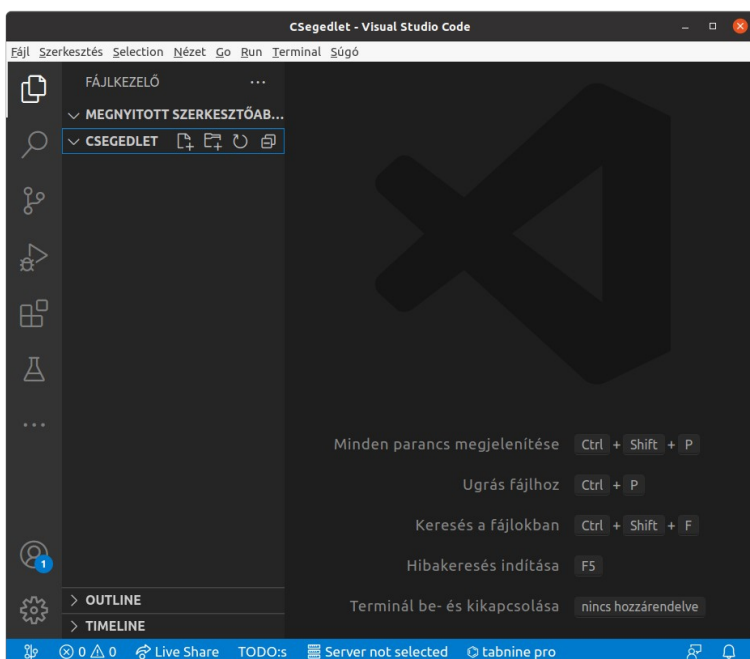 CSegedlet - Visual Studio Code
Fájl Szerkesztés Selection Nézet Go Run Terminal Súgó
FÁJLKEZELŐ ...
MEGNYITOTT SZERKESZTŐAB...
CSEGEDLET
Minden parancs megjelenítése Ctrl + Shift + P
Ugrás fájlhoz Ctrl + P
Keresés a fájlokban Ctrl + Shift + F
Hibakeresés indítása F5
Terminál be- és kikapcsolása nincs hozzárendelve
1
OUTLINE
TIMELINE
0 0 Live Share TODO:s Server not selected tabnine pro